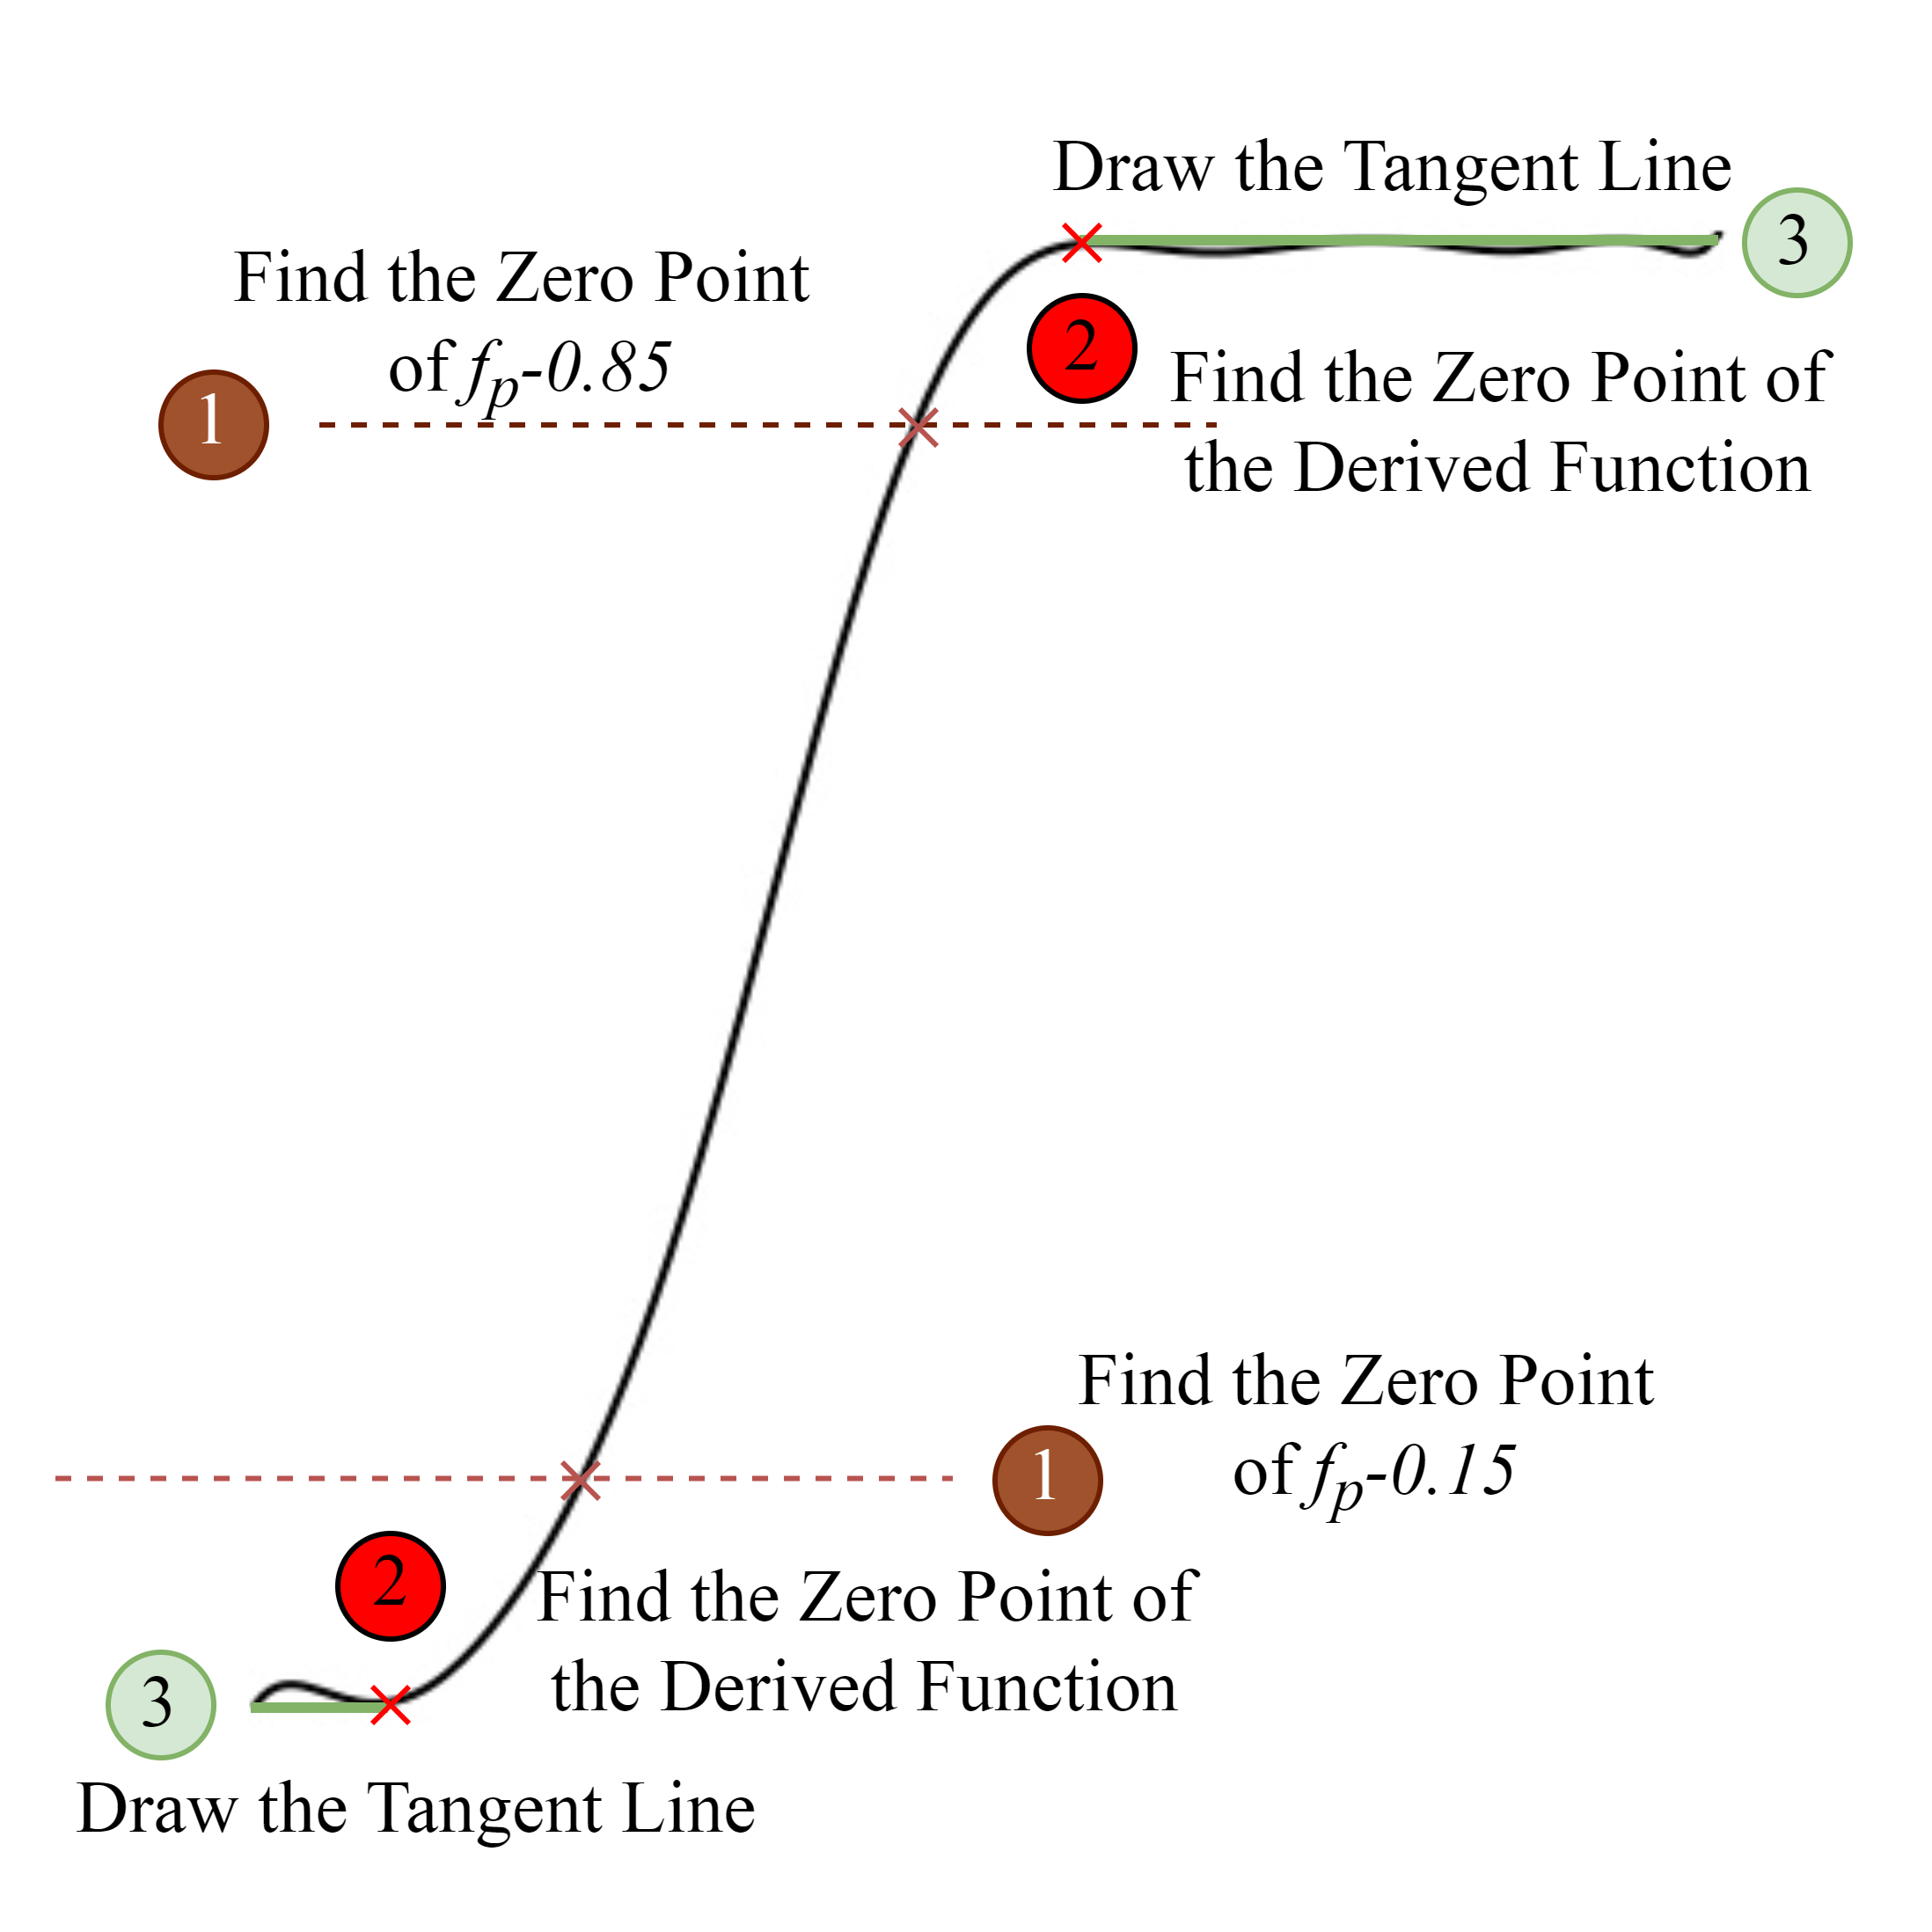 Draw the Tangent Line
3
Find the Zero Point
of fp-0.85
1
2
Find the Zero Point of
the Derived Function
Find the Zero Point
of fp-0.15
1
2
Find the Zero Point of
the Derived Function
3
Draw the Tangent Line